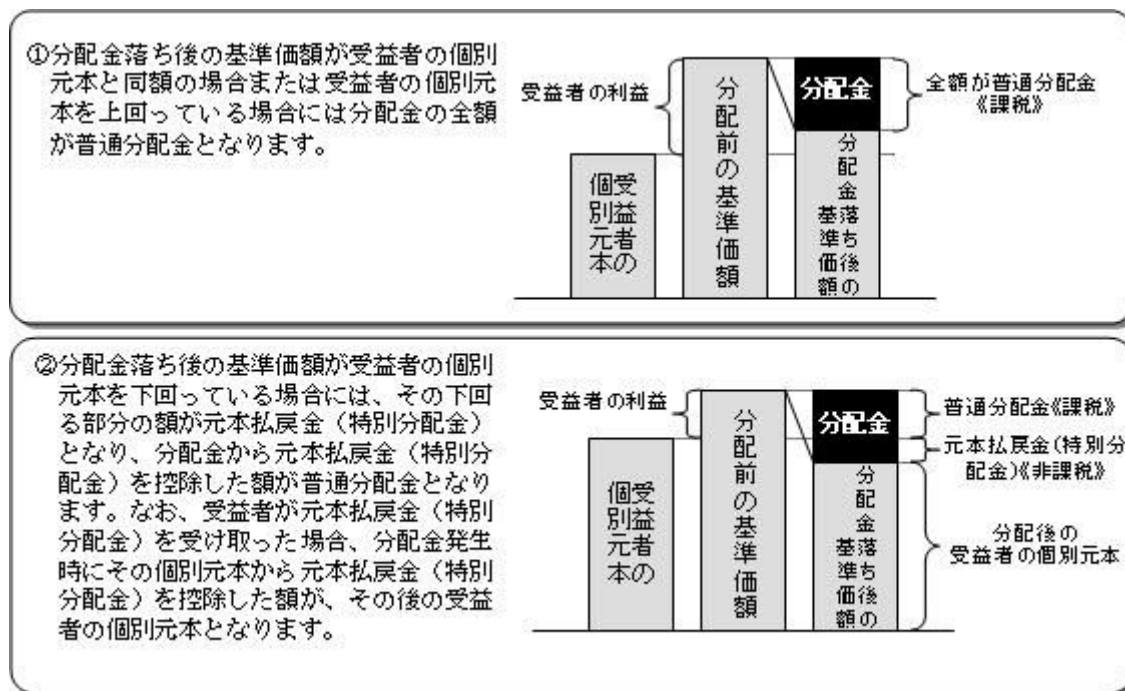 ①分配金落ち後の基準価額が受益者の個別
元本と同額の場合または受益者の個別元
本を上回っている場合には分配金の全額
が普通分配金となります。
受益者の利益
受益者の
個別元本
分配前の基準価額
分配金
分配金落ち後の
基準価額
全額が普通分配金
《課税》
②分配金落ち後の基準価額が受益者の個別
元本を下回っている場合には、その下回
る部分の額が元本払戻金（特別分配金）
となり、分配金から元本払戻金（特別分
配金）を控除した額が普通分配金となり
ます。なお、受益者が元本払戻金（特別
分配金）を受け取った場合、分配金発生
時にその個別元本から元本払戻金（特別
分配金）を控除した額が、その後の受益
者の個別元本となります。
受益者の利益
受益者の
個別元本
分配前の基準価額
分配金
分配金落ち後の
基準価額
普通分配金《課税》
元本払戻金(特別分
配金)《非課税》
分配後の
受益者の個別元本